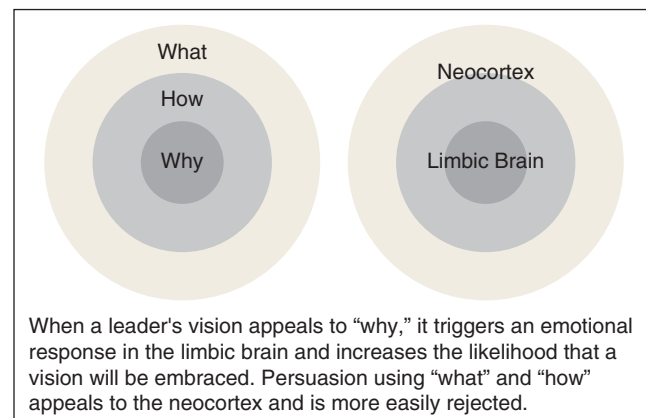 What
How
Why
Neocortex
Limbic Brain
When a leader's vision appeals to “why,” it triggers an emotional
response in the limbic brain and increases the likelihood that a
vision will be embraced. Persuasion using “what” and “how”
appeals to the neocortex and is more easily rejected.